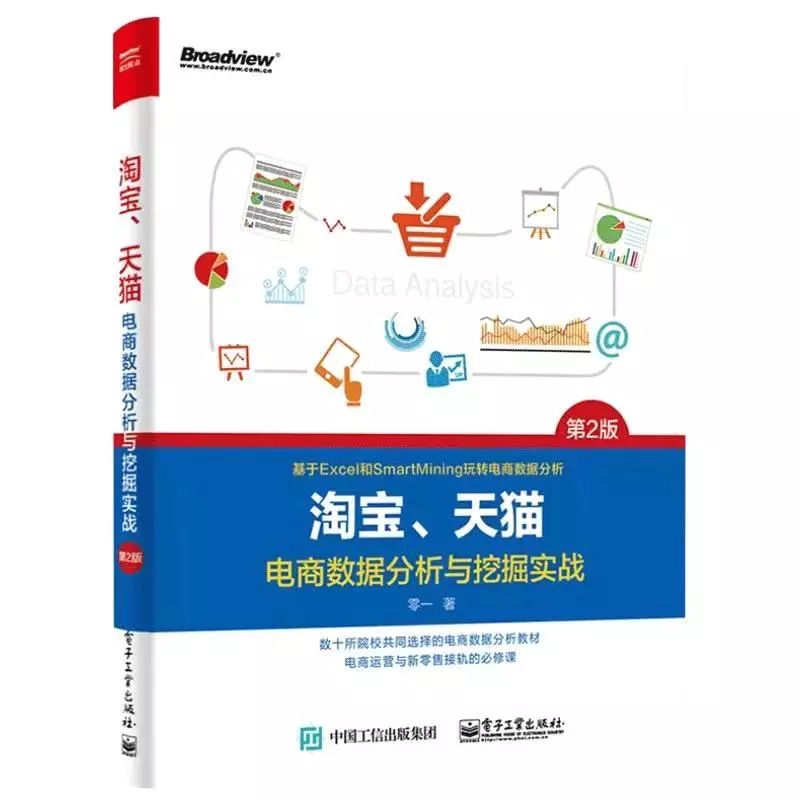 Broadview®
www.broadview.com.cn
Data Analysis
UP
@
第2版
基于Excel和SmartMining玩转电商数据分析
淘宝、天猫
电商数据分析与挖掘实战
零一 著
数十所院校共同选择的电商数据分析教材
电商运营与新零售接轨的必修课
中国工信出版集团
电子工业出版社
淘宝、天猫
电商数据分析与挖掘实战
第2版
电子工业出版社